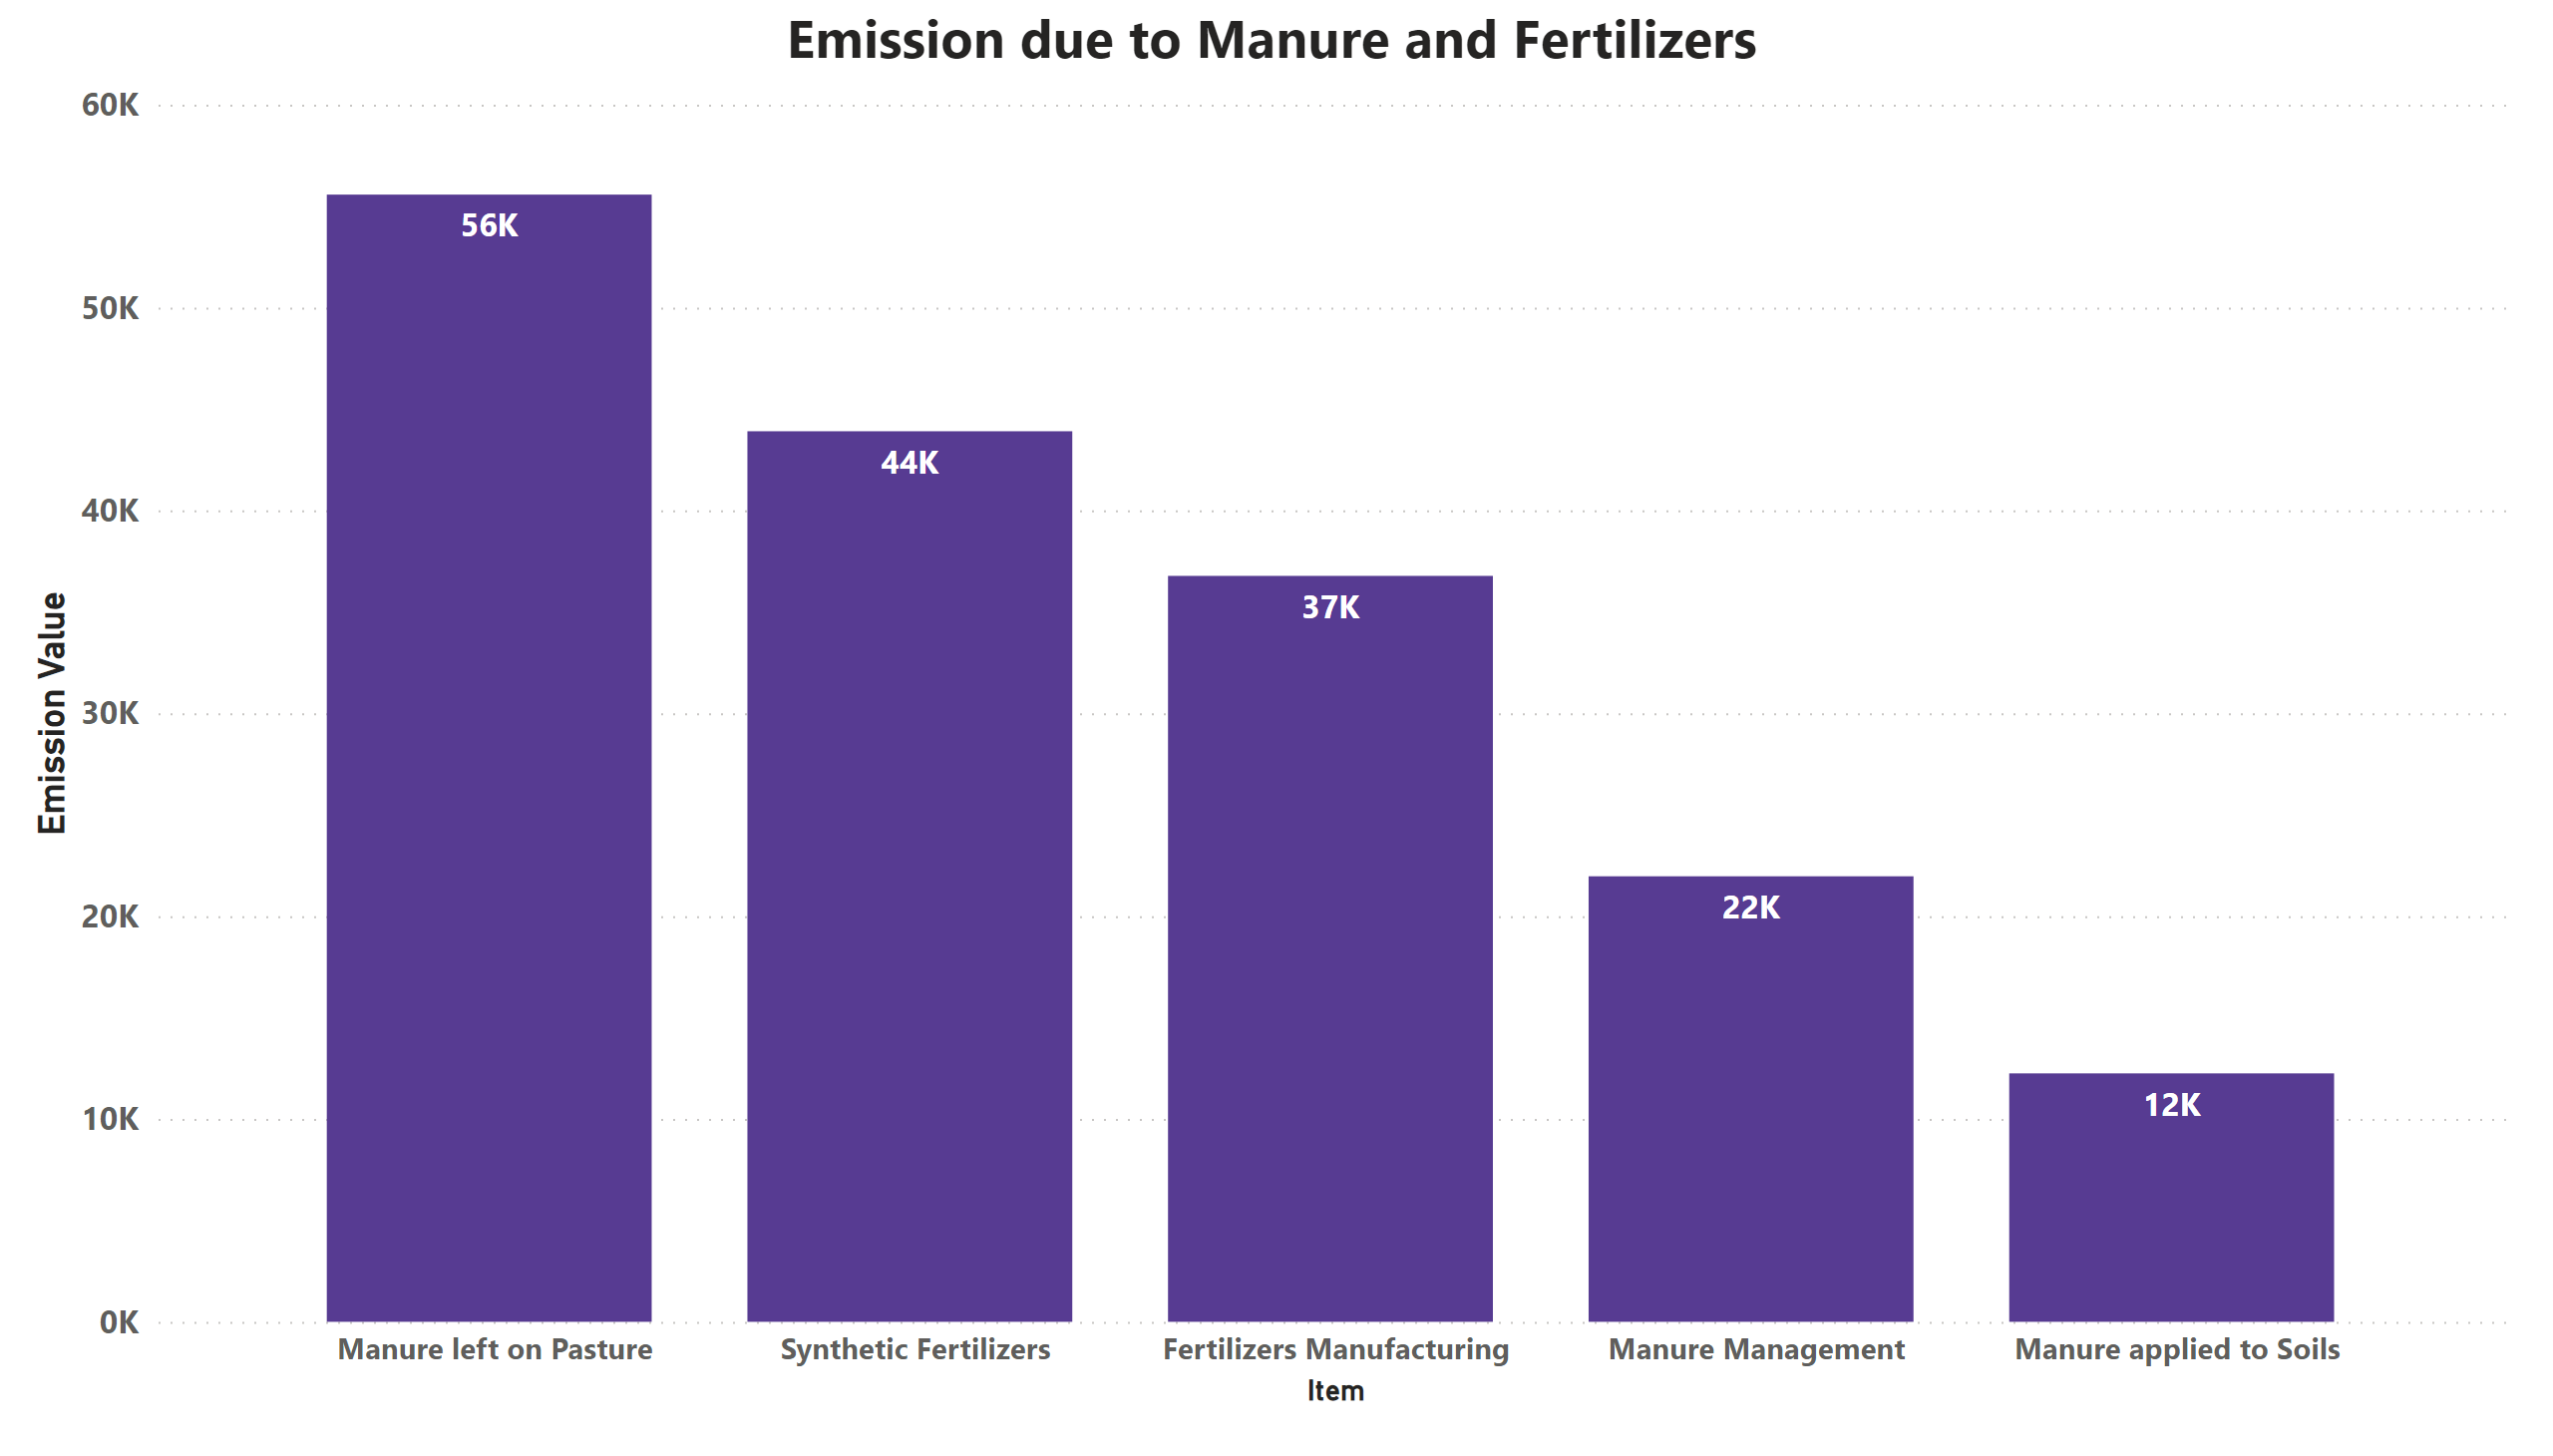 Emission due to Manure and Fertilizers
60K
50K
40K
30K
20K
10K
0K
Emission Value
56K
44K
37K
22K
12K
Manure left on Pasture
Synthetic Fertilizers
Fertilizers Manufacturing
Manure Management
Manure applied to Soils
Item